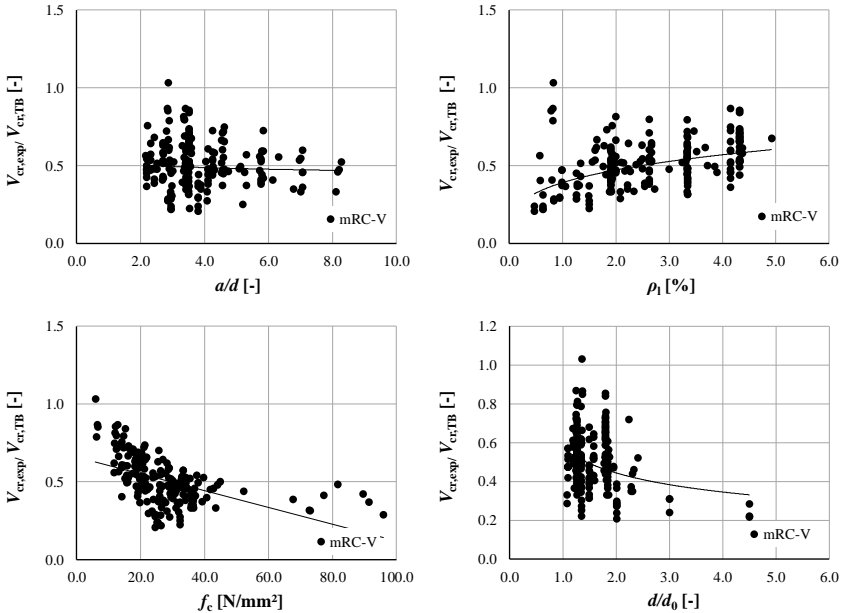 1.5
1.0
0.5
0.0
V_cr,exp/ V_cr,TB [-]
mRC-V
0.0 2.0 4.0 6.0 8.0 10.0
a/d [-]
1.5
1.0
0.5
0.0
V_cr,exp/ V_cr,TB [-]
mRC-V
0.0 1.0 2.0 3.0 4.0 5.0 6.0
ρ_l [%]
1.5
1.0
0.5
0.0
V_cr,exp/ V_cr,TB [-]
mRC-V
0.0 20.0 40.0 60.0 80.0 100.0
f_c [N/mm²]
1.2
1.0
0.8
0.6
0.4
0.2
0.0
V_cr,exp/ V_cr,TB [-]
mRC-V
0.0 1.0 2.0 3.0 4.0 5.0 6.0
d/d_0 [-]